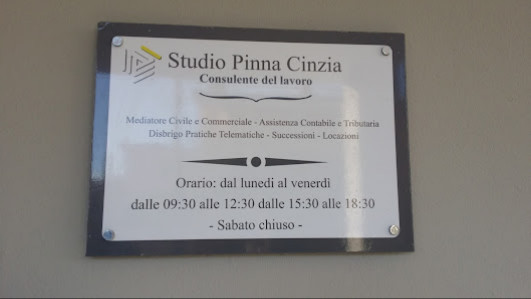 Studio Pinna Cinzia
Consulente del lavoro
Mediatore Civile e Commerciale - Assistenza Contabile e Tributaria
Disbrigo Pratiche Telematiche - Successioni - Locazioni
Orario: dal lunedì al venerdì
dalle 09:30 alle 12:30 dalle 15:30 alle 18:30
- Sabato chiuso -